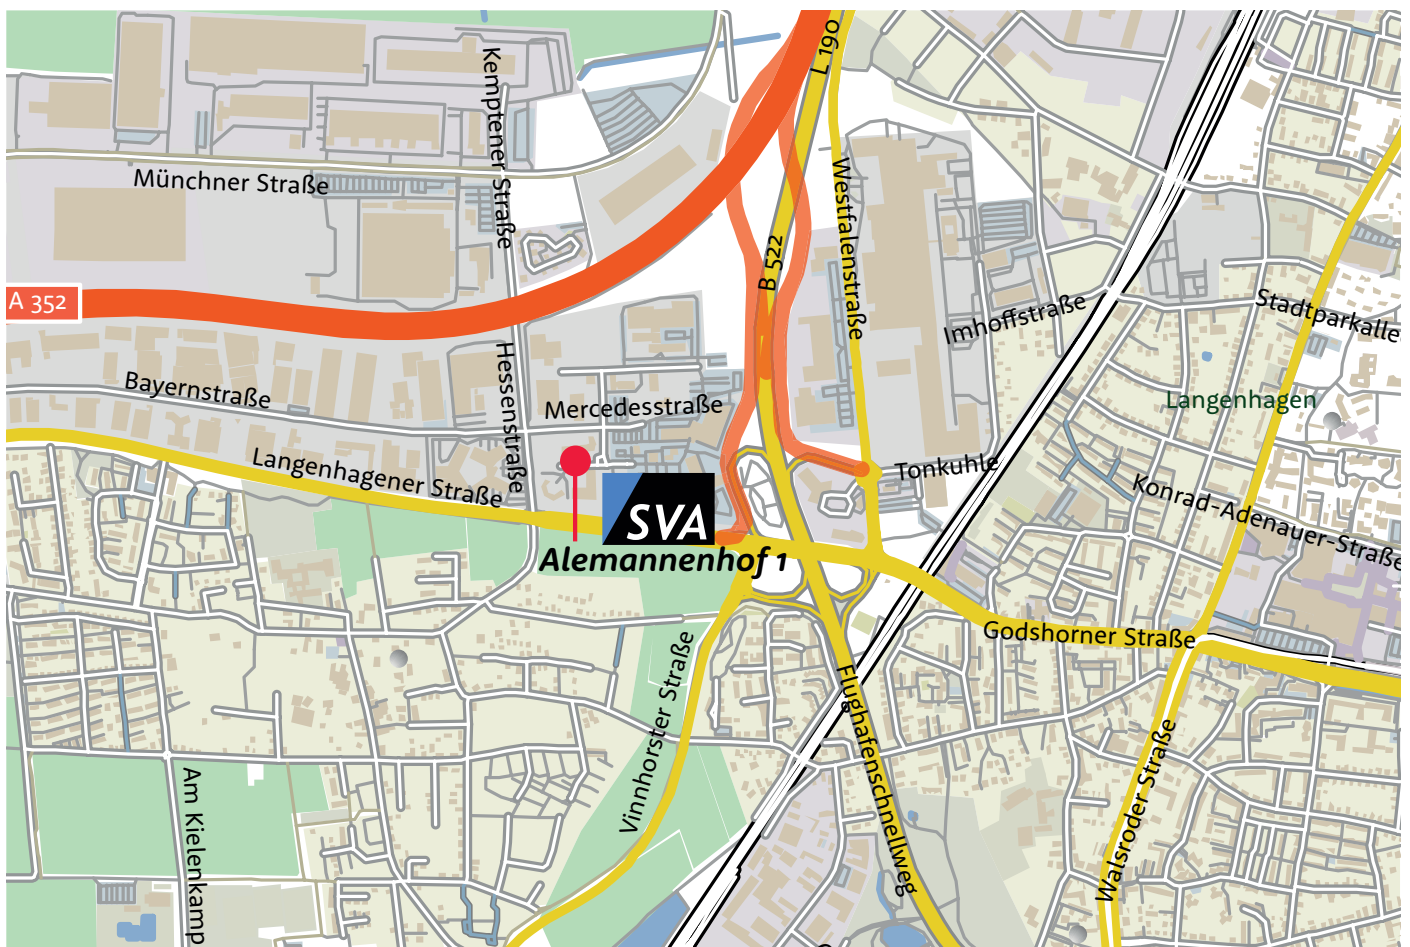 L 190
Kemptener Straße
Münchner Straße
Westfalenstraße
B 522
A 352
Imhoffstraße
Stadtparkalle
Hessenstraße
Bayernstraße
Mercedesstraße
Langenhagen
Langenhagener Straße
Tonkuhle
Konrad-Adenauer-Straße
SVA
Alemannenhof 1
Godshorner Straße
Vinnhorster Straße
Flughafenschnellweg
Walsroder Straße
Am Kielenkamp